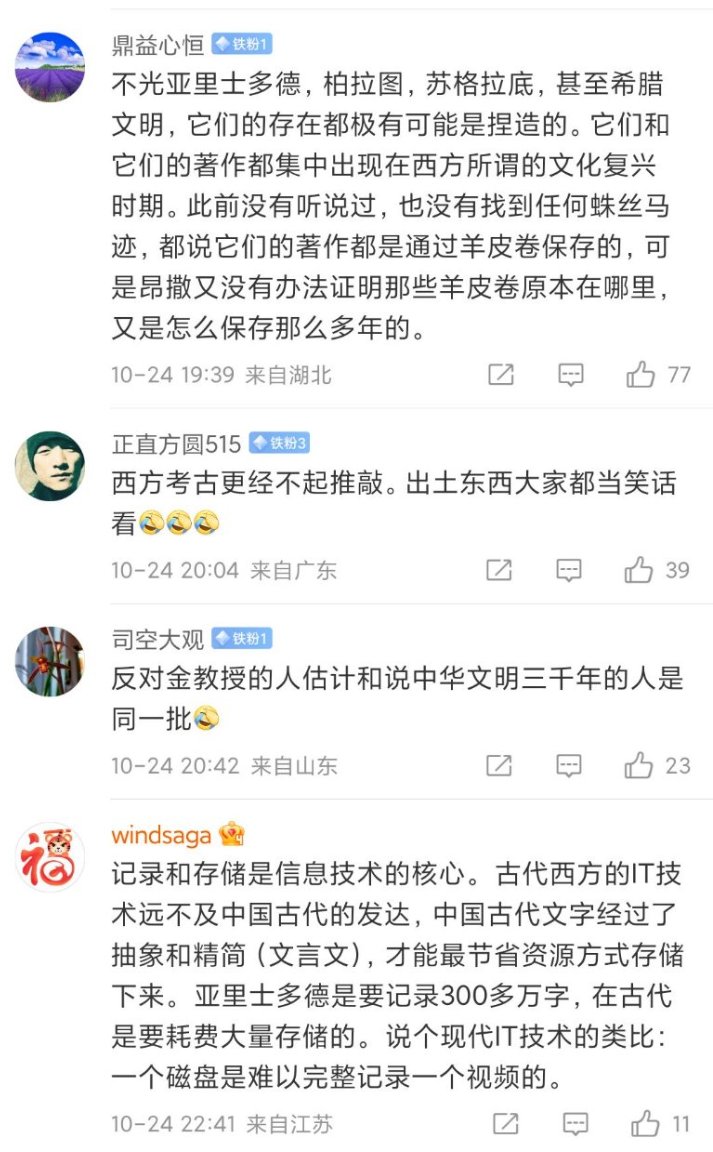 鼎益心恒 铁粉1
不光亚里士多德，柏拉图，苏格拉底，甚至希腊
文明，它们的存在都极有可能是捏造的。它们和
它们的著作都集中出现在西方所谓的文化复兴
时期。此前没有听说过，也没有找到任何蛛丝马
迹，都说它们的著作都是通过羊皮卷保存的，可
是昂撒又没有办法证明那些羊皮卷原本在哪里，
又是怎么保存那么多年的。
10-24 19:39 来自湖北 77
正直方圆515 铁粉3
西方考古更经不起推敲。出土东西大家都当笑话
看🤣🤣🤣
10-24 20:04 来自广东 39
司空大观 铁粉1
反对金教授的人估计和说中华文明三千年的人是
同一批🤣
10-24 20:42 来自山东 23
福
windsaga 4
记录和存储是信息技术的核心。古代西方的IT技
术远不及中国古代的发达，中国古代文字经过了
抽象和精简（文言文），才能最节省资源方式存储
下来。亚里士多德是要记录300多万字，在古代
是要耗费大量存储的。说个现代IT技术的类比：
一个磁盘是难以完整记录一个视频的。
10-24 22:41 来自江苏 11